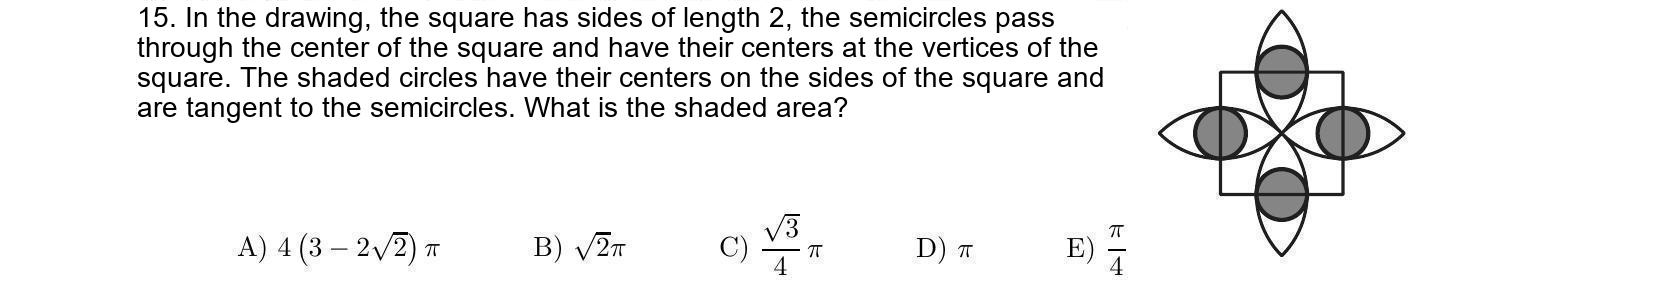 15. In the drawing, the square has sides of length 2, the semicircles pass
through the center of the square and have their centers at the vertices of the
square. The shaded circles have their centers on the sides of the square and
are tangent to the semicircles. What is the shaded area?
A) 4 (3 − 2√2) π B) √2π C) √3/4 π D) π E) π/4